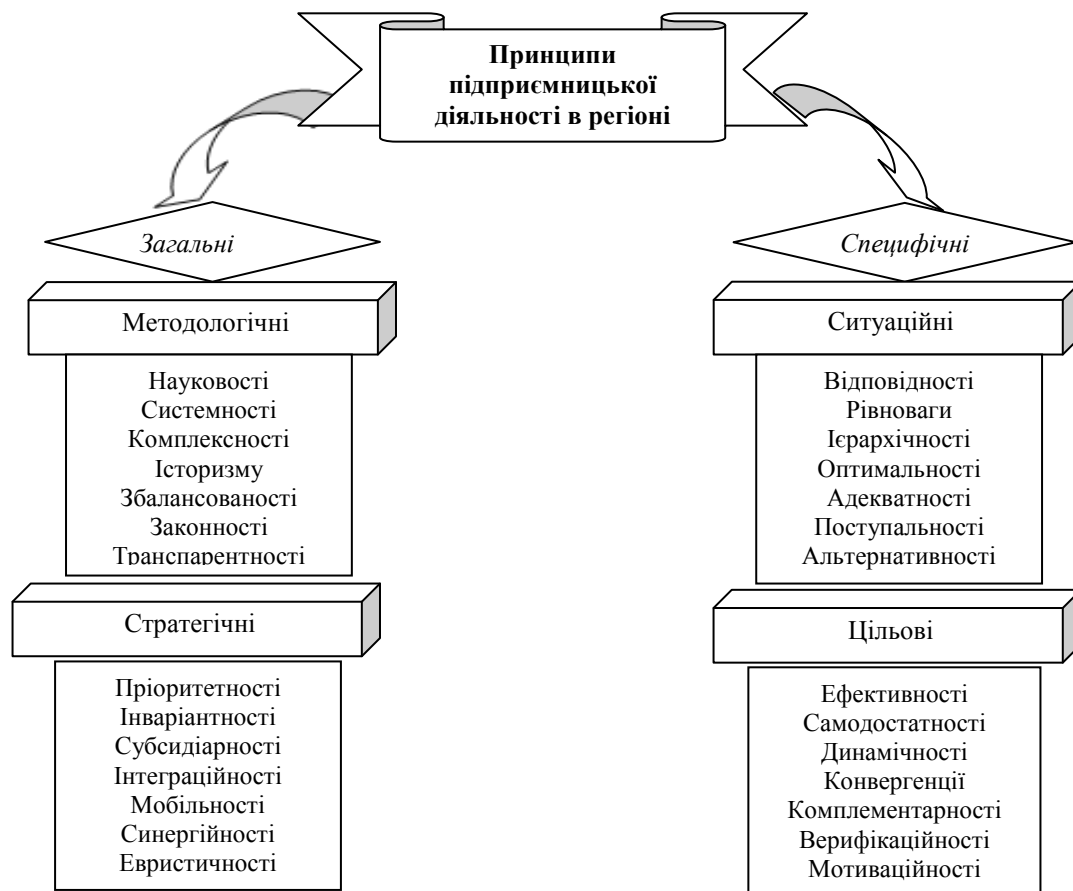 Принципи
підприємницької
діяльності в регіоні
Загальні
Методологічні
Науковості
Системності
Комплексності
Історизму
Збалансованості
Законності
Транспарентності
Стратегічні
Пріоритетності
Інваріантності
Субсидіарності
Інтеграційності
Мобільності
Синергійності
Евристичності
Специфічні
Ситуаційні
Відповідності
Рівноваги
Ієрархічності
Оптимальності
Адекватності
Поступальності
Альтернативності
Цільові
Ефективності
Самодостатності
Динамічності
Конвергенції
Комплементарності
Верифікаційності
Мотиваційності